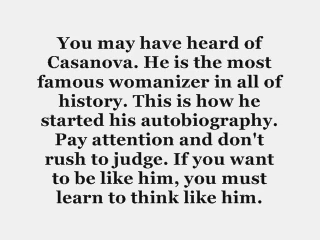 You may have heard of
Casanova. He is the most
famous womanizer in all of
history. This is how he
started his autobiography.
Pay attention and don't
rush to judge. If you want
to be like him, you must
learn to think like him.